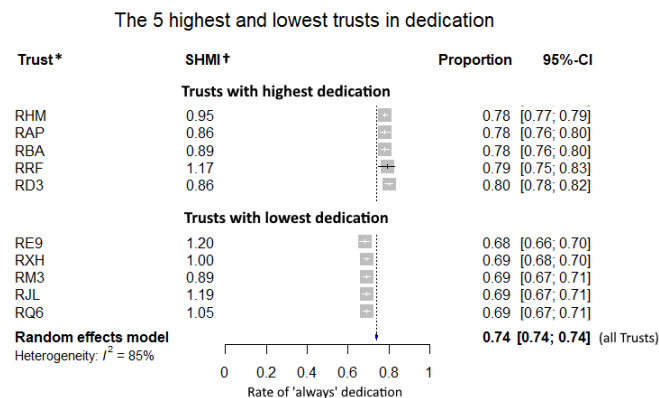 The 5 highest and lowest trusts in dedication
Trust* SHMI† Proportion 95%-CI
Trusts with highest dedication
RHM 0.95 0.78 [0.77; 0.79]
RAP 0.86 0.78 [0.76; 0.80]
RBA 0.89 0.78 [0.76; 0.80]
RRF 1.17 0.79 [0.75; 0.83]
RD3 0.86 0.80 [0.78; 0.82]
Trusts with lowest dedication
RE9 1.20 0.68 [0.66; 0.70]
RXH 1.00 0.69 [0.68; 0.70]
RM3 0.89 0.69 [0.67; 0.71]
RJL 1.19 0.69 [0.67; 0.71]
RQ6 1.05 0.69 [0.67; 0.71]
Random effects model 0.74 [0.74; 0.74] (all Trusts)
Heterogeneity: I² = 85%
0 0.2 0.4 0.6 0.8 1
Rate of 'always' dedication